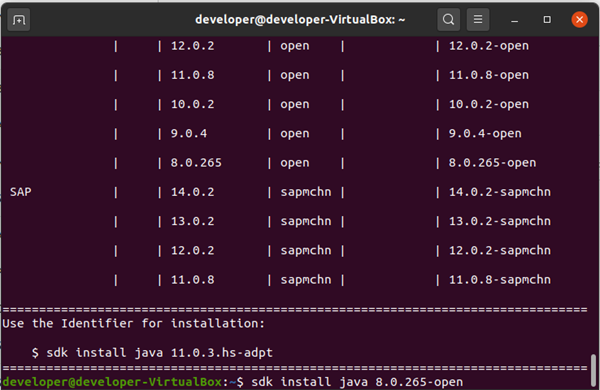 developer@developer-VirtualBox: ~
| | 12.0.2 | open | | 12.0.2-open
| | 11.0.8 | open | | 11.0.8-open
| | 10.0.2 | open | | 10.0.2-open
| | 9.0.4 | open | | 9.0.4-open
| | 8.0.265 | open | | 8.0.265-open
SAP | | 14.0.2 | sapmchn | | 14.0.2-sapmchn
| | 13.0.2 | sapmchn | | 13.0.2-sapmchn
| | 12.0.2 | sapmchn | | 12.0.2-sapmchn
| | 11.0.8 | sapmchn | | 11.0.8-sapmchn
================================================================================
Use the Identifier for installation:
$ sdk install java 11.0.3.hs-adpt
================================================================================
developer@developer-VirtualBox:~$ sdk install java 8.0.265-open